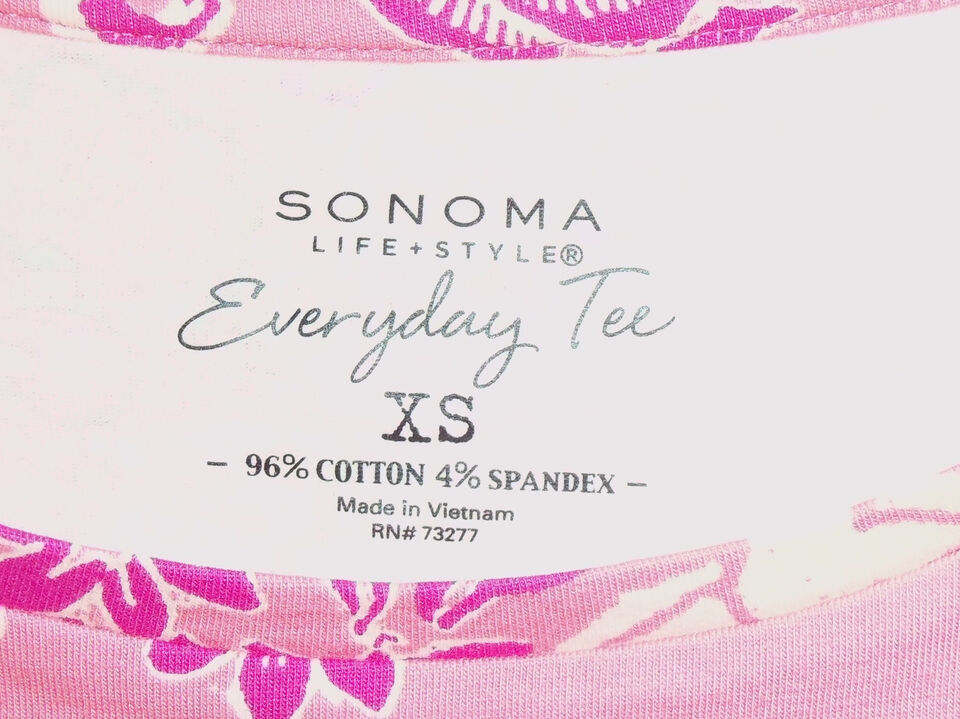 SONOMA
LIFE+STYLE®
Everyday Tee
XS
- 96% COTTON 4% SPANDEX -
Made in Vietnam
RN# 73277